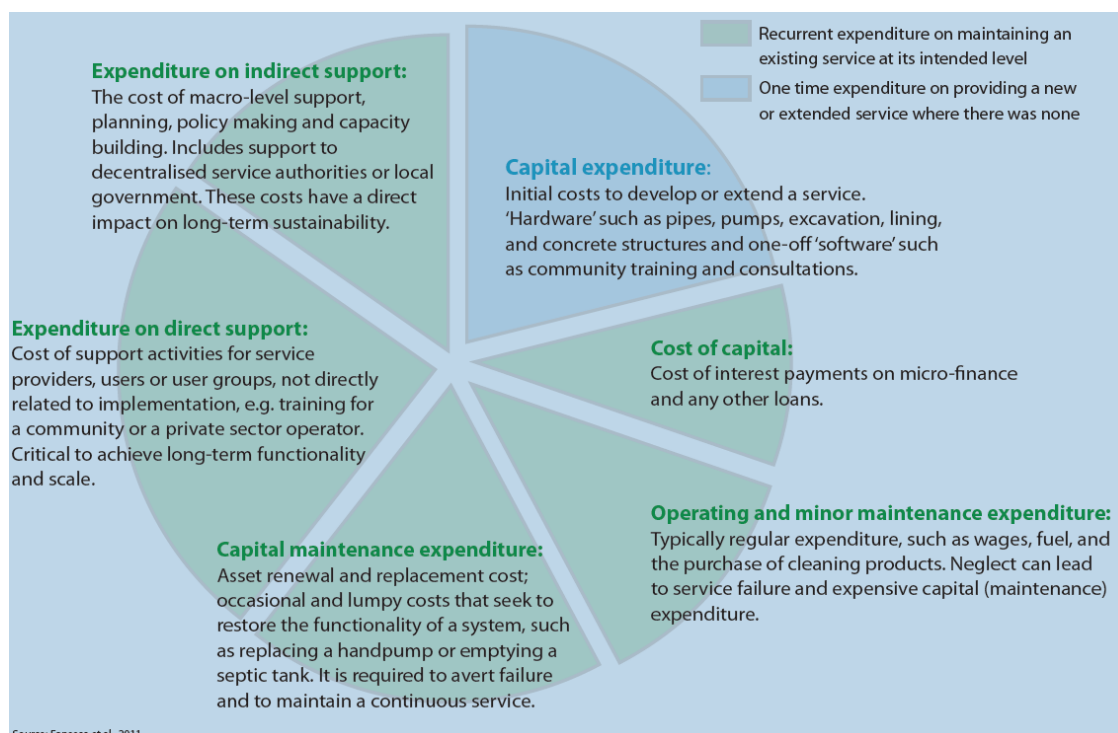 Recurrent expenditure on maintaining an
existing service at its intended level
One time expenditure on providing a new
or extended service where there was none
Expenditure on indirect support:
The cost of macro-level support,
planning, policy making and capacity
building. Includes support to
decentralised service authorities or local
government. These costs have a direct
impact on long-term sustainability.
Capital expenditure:
Initial costs to develop or extend a service.
‘Hardware’ such as pipes, pumps, excavation, lining,
and concrete structures and one-off ‘software’ such
as community training and consultations.
Expenditure on direct support:
Cost of support activities for service
providers, users or user groups, not directly
related to implementation, e.g. training for
a community or a private sector operator.
Critical to achieve long-term functionality
and scale.
Cost of capital:
Cost of interest payments on micro-finance
and any other loans.
Operating and minor maintenance expenditure:
Typically regular expenditure, such as wages, fuel, and
the purchase of cleaning products. Neglect can lead
to service failure and expensive capital (maintenance)
expenditure.
Capital maintenance expenditure:
Asset renewal and replacement cost;
occasional and lumpy costs that seek to
restore the functionality of a system, such
as replacing a handpump or emptying a
septic tank. It is required to avert failure
and to maintain a continuous service.